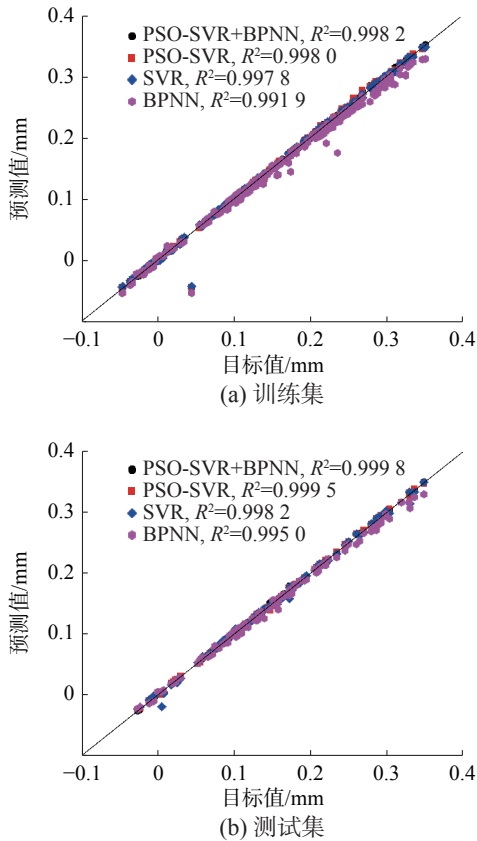 0.4
PSO-SVR+BPNN, R²=0.998 2
PSO-SVR, R²=0.998 0
0.3
SVR, R²=0.997 8
BPNN, R²=0.991 9
0.2
预测值/mm
0.1
0
−0.1 0 0.1 0.2 0.3 0.4
目标值/mm
(a) 训练集
0.4
PSO-SVR+BPNN, R²=0.999 8
PSO-SVR, R²=0.999 5
0.3
SVR, R²=0.998 2
BPNN, R²=0.995 0
0.2
预测值/mm
0.1
0
−0.1 0 0.1 0.2 0.3 0.4
目标值/mm
(b) 测试集